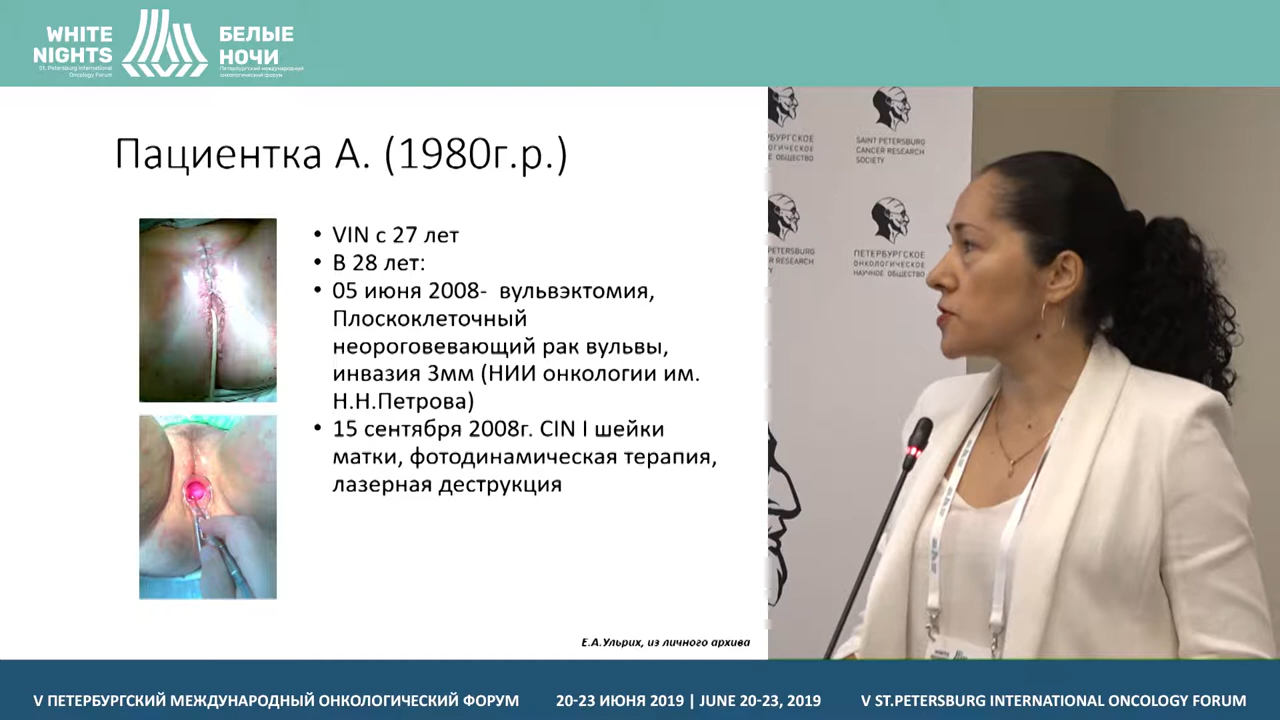 WHITE
NIGHTS
St. Petersburg International
Oncology Forum
БЕЛЫЕ
НОЧИ
Петербургский международный
онкологический форум
Пациентка А. (1980г.р.)
• VIN с 27 лет
• В 28 лет:
• 05 июня 2008- вульвэктомия,
Плоскоклеточный
неороговевающий рак вульвы,
инвазия 3мм (НИИ онкологии им.
Н.Н.Петрова)
• 15 сентября 2008г. CIN I шейки
матки, фотодинамическая терапия,
лазерная деструкция
Е.А.Ульрих, из личного архива
SAINT PETERSBURG
CANCER RESEARCH
SOCIETY
ПЕТЕРБУРГСКОЕ
ОНКОЛОГИЧЕСКОЕ
НАУЧНОЕ ОБЩЕСТВО
V ПЕТЕРБУРГСКИЙ МЕЖДУНАРОДНЫЙ ОНКОЛОГИЧЕСКИЙ ФОРУМ
20-23 ИЮНЯ 2019 | JUNE 20-23, 2019
V ST.PETERSBURG INTERNATIONAL ONCOLOGY FORUM